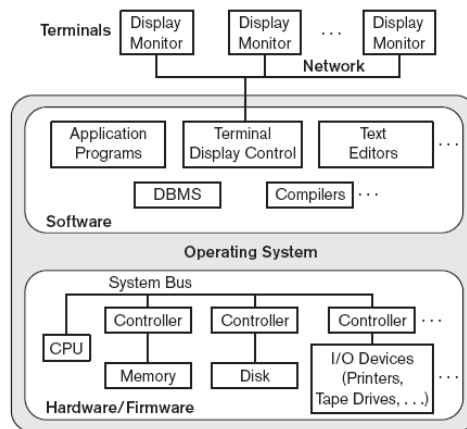 Terminals
Display Monitor
Display Monitor
...
Display Monitor
Network
Application Programs
Terminal Display Control
Text Editors
...
DBMS
Compilers
...
Software
Operating System
System Bus
CPU
Controller
Controller
Controller
...
Memory
Disk
I/O Devices
(Printers,
Tape Drives, . . .)
...
Hardware/Firmware